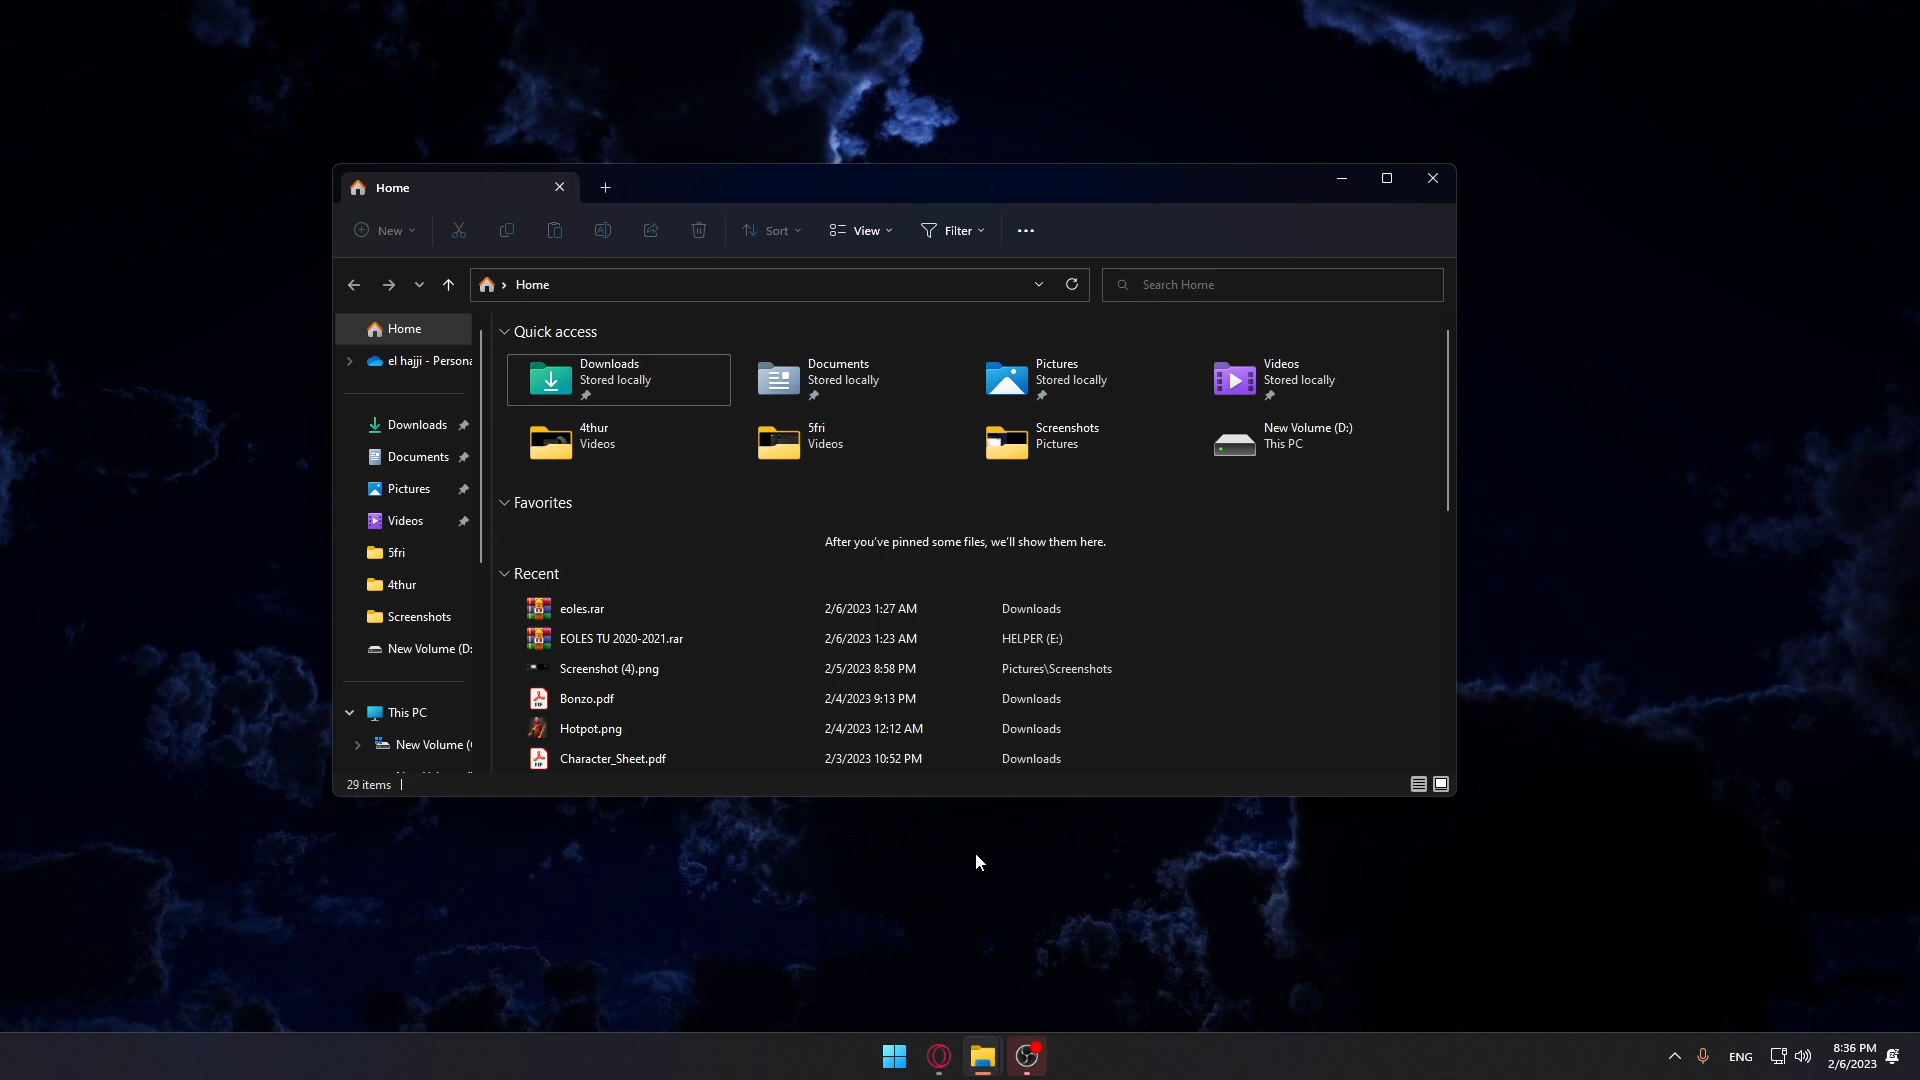 Home
New
Sort
View
Filter
Home
Search Home
Home
el hajji - Persona
Downloads
Documents
Pictures
Videos
5fri
4thur
Screenshots
New Volume (D:
This PC
New Volume (
29 items
Quick access
Downloads
Stored locally
Documents
Stored locally
Pictures
Stored locally
Videos
Stored locally
4thur
Videos
5fri
Videos
Screenshots
Pictures
New Volume (D:)
This PC
Favorites
After you've pinned some files, we'll show them here.
Recent
eoles.rar 2/6/2023 1:27 AM Downloads
EOLES TU 2020-2021.rar 2/6/2023 1:23 AM HELPER (E:)
Screenshot (4).png 2/5/2023 8:58 PM Pictures\Screenshots
Bonzo.pdf 2/4/2023 9:13 PM Downloads
Hotpot.png 2/4/2023 12:12 AM Downloads
Character_Sheet.pdf 2/3/2023 10:52 PM Downloads
ENG
8:36 PM
2/6/2023